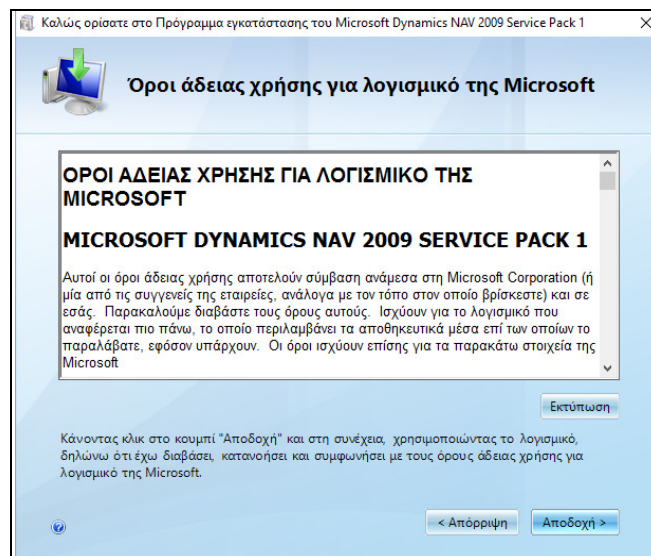 Καλώς ορίσατε στο Πρόγραμμα εγκατάστασης του Microsoft Dynamics NAV 2009 Service Pack 1
Όροι άδειας χρήσης για λογισμικό της Microsoft
ΟΡΟΙ ΑΔΕΙΑΣ ΧΡΗΣΗΣ ΓΙΑ ΛΟΓΙΣΜΙΚΟ ΤΗΣ
MICROSOFT
MICROSOFT DYNAMICS NAV 2009 SERVICE PACK 1
Αυτοί οι όροι άδειας χρήσης αποτελούν σύμβαση ανάμεσα στη Microsoft Corporation (ή
μία από τις συγγενείς της εταιρείες, ανάλογα με τον τόπο στον οποίο βρίσκεστε) και σε
εσάς. Παρακαλούμε διαβάστε τους όρους αυτούς. Ισχύουν για το λογισμικό που
αναφέρεται πιο πάνω, το οποίο περιλαμβάνει τα αποθηκευτικά μέσα επί των οποίων το
παραλάβατε, εφόσον υπάρχουν. Οι όροι ισχύουν επίσης για τα παρακάτω στοιχεία της
Microsoft
Εκτύπωση
Κάνοντας κλικ στο κουμπί "Αποδοχή" και στη συνέχεια, χρησιμοποιώντας το λογισμικό,
δηλώνω ότι έχω διαβάσει, κατανοήσει και συμφωνήσει με τους όρους άδειας χρήσης για
λογισμικό της Microsoft.
< Απόρριψη
Αποδοχή >